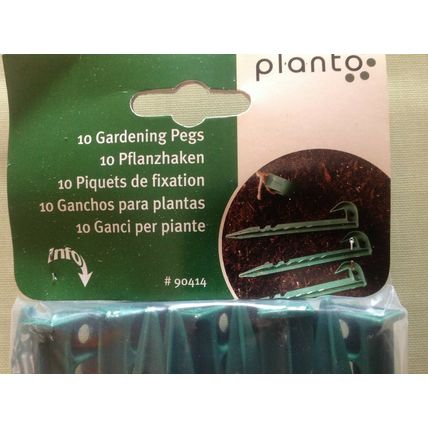 planto
10 Gardening Pegs
10 Pflanzhaken
10 Piquets de fixation
10 Ganchos para plantas
10 Ganci per piante
Info
# 90414